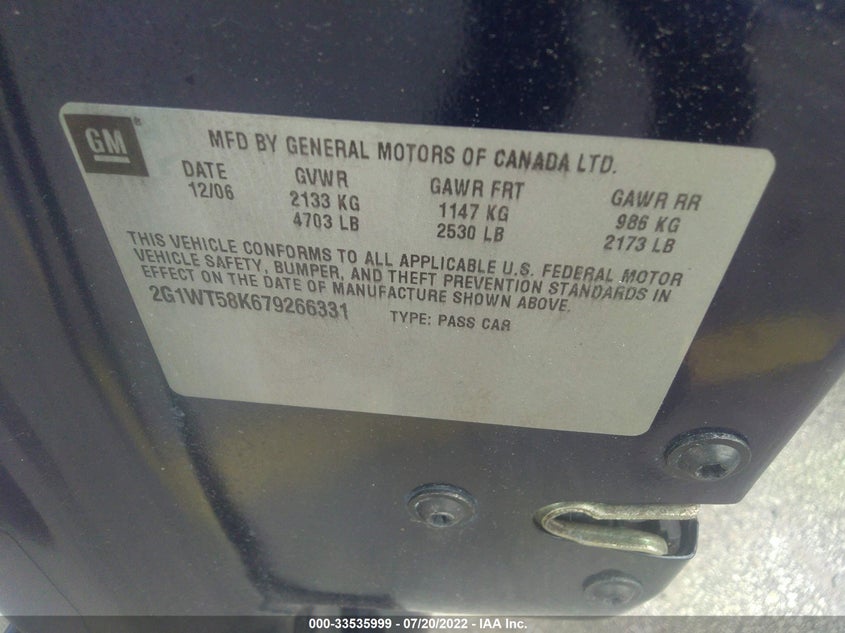 GM®
MFD BY GENERAL MOTORS OF CANADA LTD.
DATE GVWR GAWR FRT GAWR RR
12/06 2133 KG 1147 KG 986 KG
4703 LB 2530 LB 2173 LB
THIS VEHICLE CONFORMS TO ALL APPLICABLE U.S. FEDERAL MOTOR
VEHICLE SAFETY, BUMPER, AND THEFT PREVENTION STANDARDS IN
EFFECT ON THE DATE OF MANUFACTURE SHOWN ABOVE.
2G1WT58K679266331 TYPE: PASS CAR
000-33535999 - 07/20/2022 - IAA Inc.